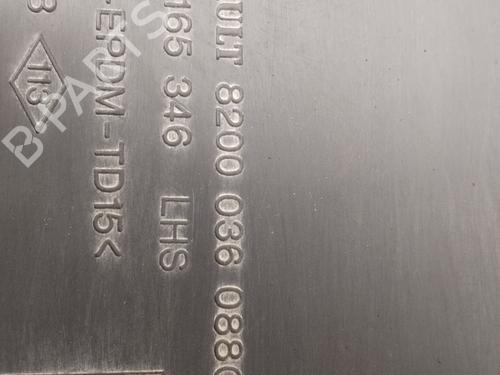 ULT 8200 036 088
165 346 LHS
-EPDM-TD15<
113
B-PARTS